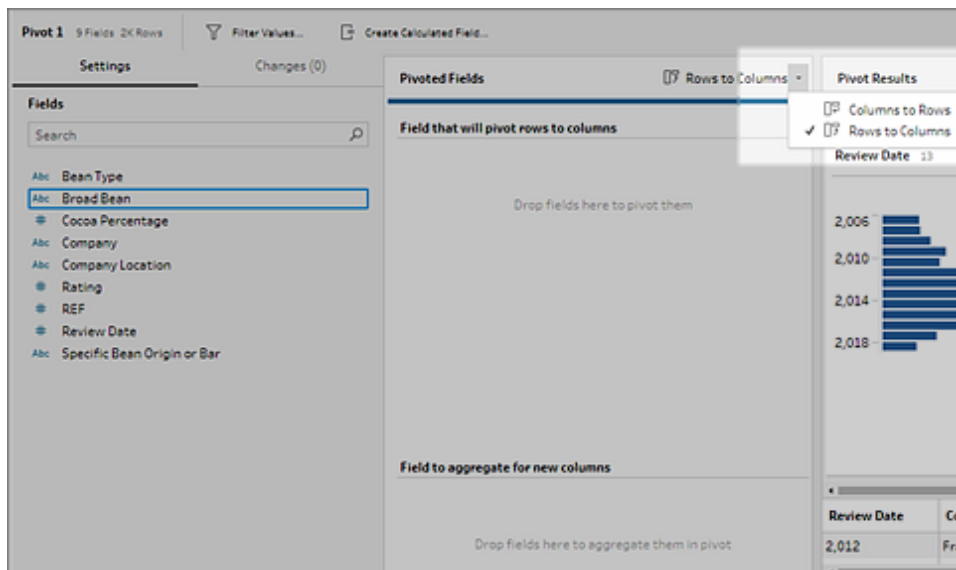 Pivot 1 9 Fields 2K Rows Filter Values... Create Calculated Field...
Settings Changes (0)
Fields
Search
Abc Bean Type
Abc Broad Bean
# Cocoa Percentage
Abc Company
Abc Company Location
# Rating
# REF
# Review Date
Abc Specific Bean Origin or Bar
Pivoted Fields Rows to Columns
Field that will pivot rows to columns
Drop fields here to pivot them
Field to aggregate for new columns
Drop fields here to aggregate them in pivot
Pivot Results
Columns to Rows
Rows to Columns
Review Date 13
2,006
2,010
2,014
2,018
Review Date
2,012